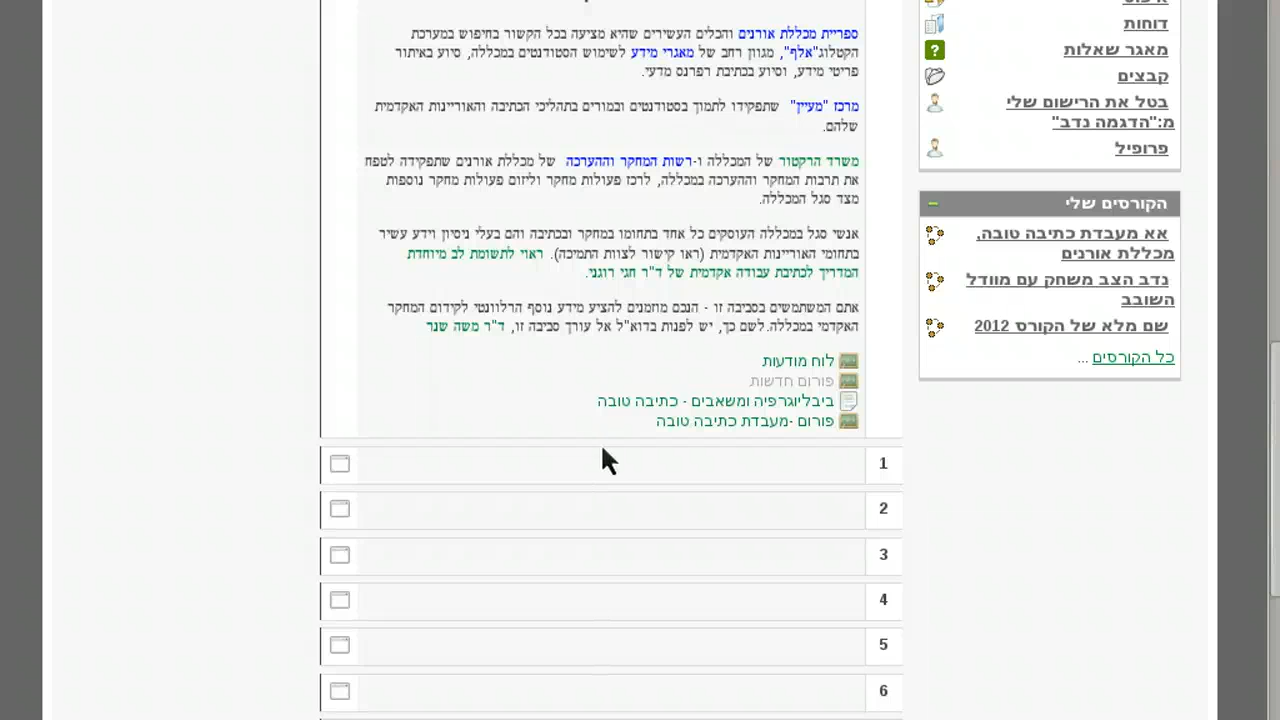 דוחות
מאגר שאלות
קבצים
בטל את הרישום שלי
מ:"הדגמה נדב"
פרופיל
הקורסים שלי
אא מעבדת כתיבה טובה,
מכללת אורנים
נדב הצב משחק עם מוודל
השובב
שם מלא של הקורס 2012
כל הקורסים ...
ספריית מכללת אורנים והכלים העשירים שהיא מציעה בכל הקשור בחיפוש במערכת
הקטלוג"אלף", מגוון רחב של מאגרי מידע לשימוש הסטודנטים במכללה, סיוע באיתור
פריטי מידע, וסיוע בכתיבת רפרנס מדעי.
מרכז "מעיין" שתפקידו לתמוך בסטודנטים ובמורים בתהליכי הכתיבה והאוריינות האקדמית
שלהם.
משרד הרקטור של המכללה ו-רשות המחקר וההערכה של מכללת אורנים שתפקידה לטפח
את תרבות המחקר וההערכה במכללה, לרכז פעולות מחקר וליזום פעולות מחקר נוספות
מצד סגל המכללה.
אנשי סגל במכללה העוסקים כל אחד בתחומו במחקר ובכתיבה והם בעלי ניסיון וידע עשיר
בתחומי האוריינות האקדמית (ראו קישור לצוות התמיכה). ראוי לתשומת לב מיוחדת
המדריך לכתיבת עבודה אקדמית של ד"ר חגי רוגני.
אתם המשתמשים בסביבה זו - הנכם מוזמנים להציע מידע נוסף הרלוונטי לקידום המחקר
האקדמי במכללה.לשם כך, יש לפנות בדוא"ל אל עורך סביבה זו, ד"ר משה שנר
לוח מודעות
פורום חדשות
ביבליוגרפיה ומשאבים - כתיבה טובה
פורום -מעבדת כתיבה טובה
1
2
3
4
5
6